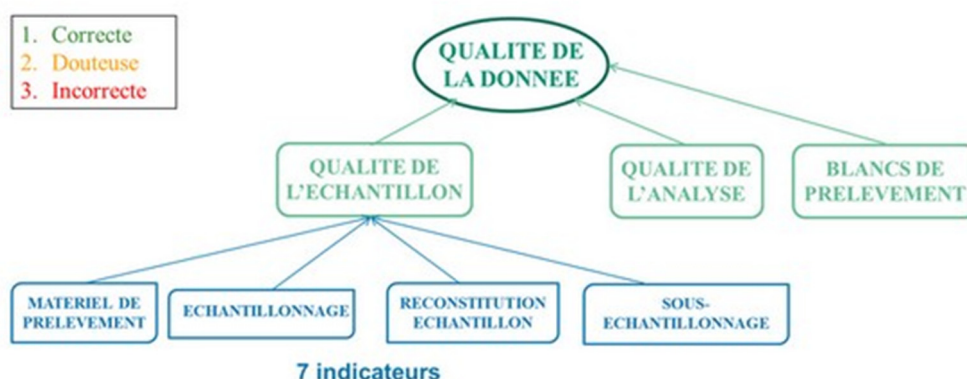 1. Correcte
2. Douteuse
3. Incorrecte
QUALITE DE
LA DONNEE
QUALITE DE
L'ECHANTILLON
QUALITE DE
L'ANALYSE
BLANCS DE
PRELEVEMENT
MATERIEL DE
PRELEVEMENT
ECHANTILLONNAGE
RECONSTITUTION
ECHANTILLON
SOUS-
ECHANTILLONNAGE
7 indicateurs